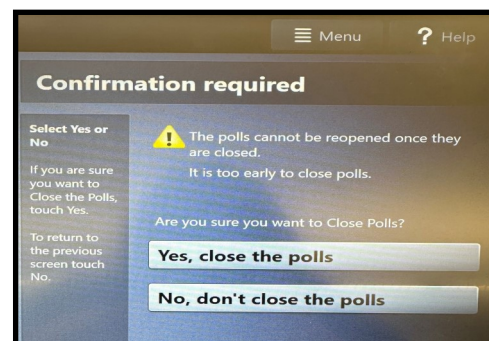 Menu
? Help
Confirmation required
Select Yes or
No
If you are sure
you want to
Close the Polls,
touch Yes.
To return to
the previous
screen touch
No.
The polls cannot be reopened once they
are closed.
It is too early to close polls.
Are you sure you want to Close Polls?
Yes, close the polls
No, don't close the polls